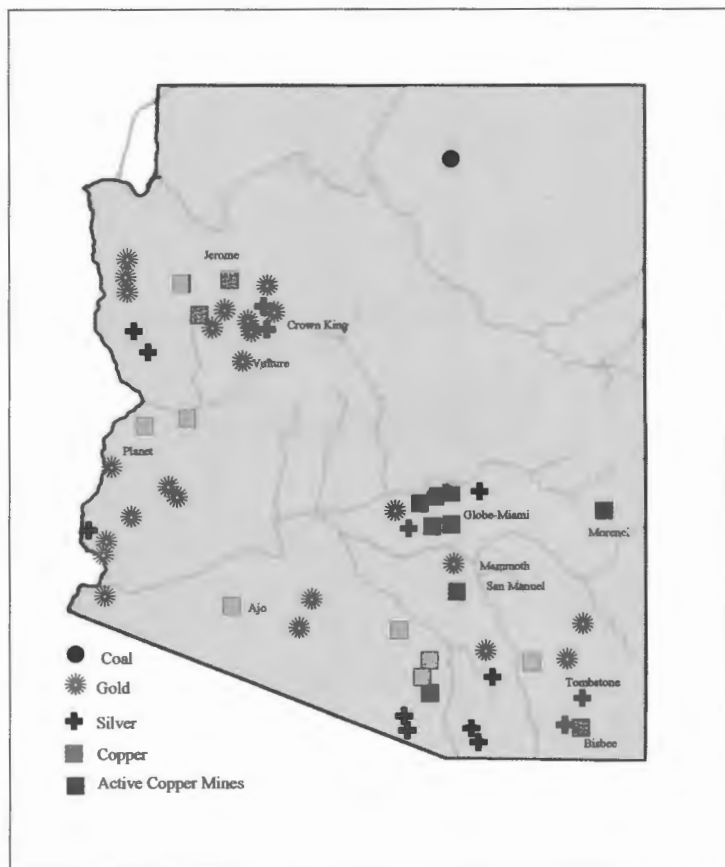 Jerome
Crown King
Vulture
Planet
Globe-Miami
Morenci
Mammoth
San Manuel
Ajo
Tombstone
Bisbee
Coal
Gold
Silver
Copper
Active Copper Mines